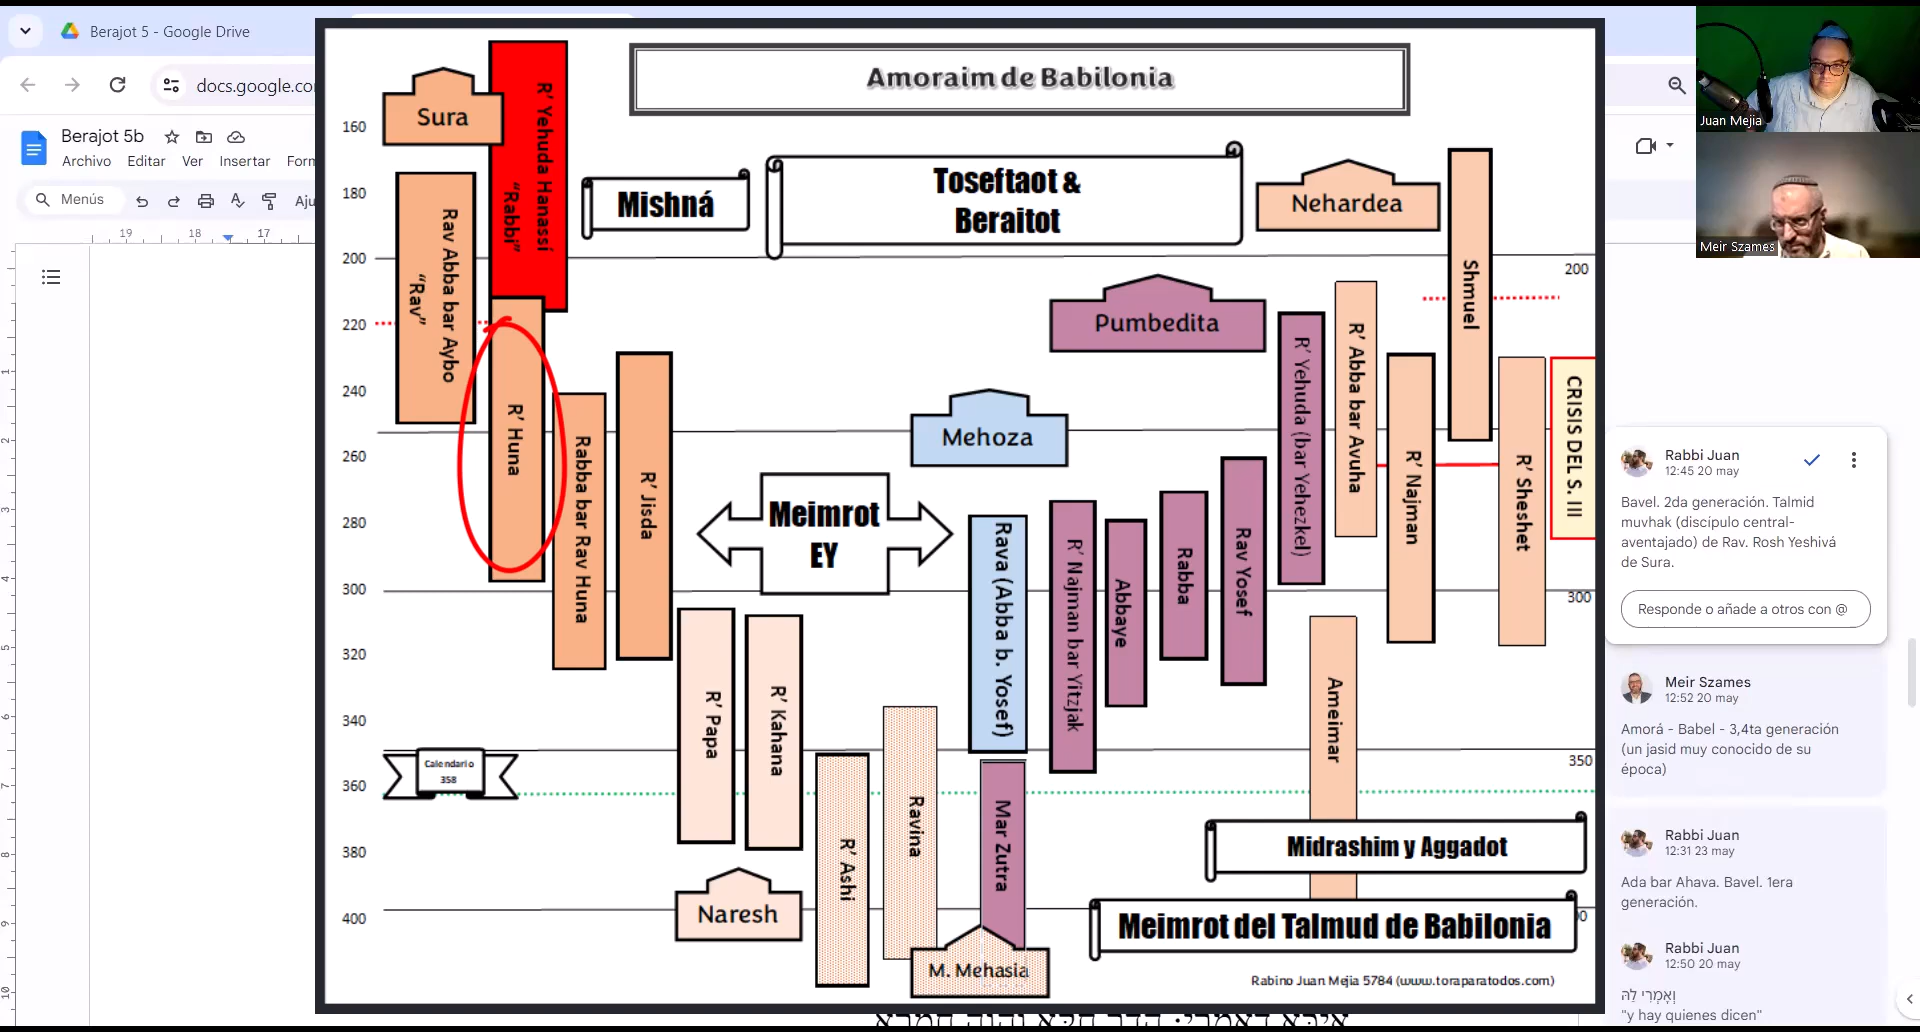 Berajot 5 - Google Drive
docs.google.co
Berajot 5b
Archivo Editar Ver Insertar Form
Menús
Aju
19 18 17
Amoraim de Babilonia
Sura
R' Yehuda Hanassí
"Rabbi"
Mishná
Toseftaot &
Beraitot
Nehardea
160
180
200
220
240
260
280
300
320
340
360
380
400
200
300
350
Rav Abba bar Aybo
"Rav"
R' Huna
Rabba bar Rav Huna
R' Jisda
Pumbedita
Mehoza
Meimrot
EY
Shmuel
R' Yehuda (bar Yehezkel)
R' Abba bar Avuha
R' Najman
R' Sheshet
CRISIS DEL S. III
Rava (Abba b. Yosef)
R' Najman bar Yitzjak
Abbaye
Rabba
Rav Yosef
R' Papa
R' Kahana
Ameimar
Calendario
358
R' Ashi
Ravina
Mar Zutra
Naresh
M. Mehasia
Midrashim y Aggadot
Meimrot del Talmud de Babilonia
Rabino Juan Mejia 5784 (www.toraparatodos.com)
Juan Mejia
Meir Szames
Rabbi Juan
12:45 20 may
Bavel. 2da generación. Talmid
muvhak (discípulo central-
aventajado) de Rav. Rosh Yeshivá
de Sura.
Responde o añade a otros con @
Meir Szames
12:52 20 may
Amorá - Babel - 3,4ta generación
(un jasid muy conocido de su
época)
Rabbi Juan
12:31 23 may
Ada bar Ahava. Bavel. 1era
generación.
Rabbi Juan
12:50 20 may
וְאָמְרִי לַהּ
"y hay quienes dicen"